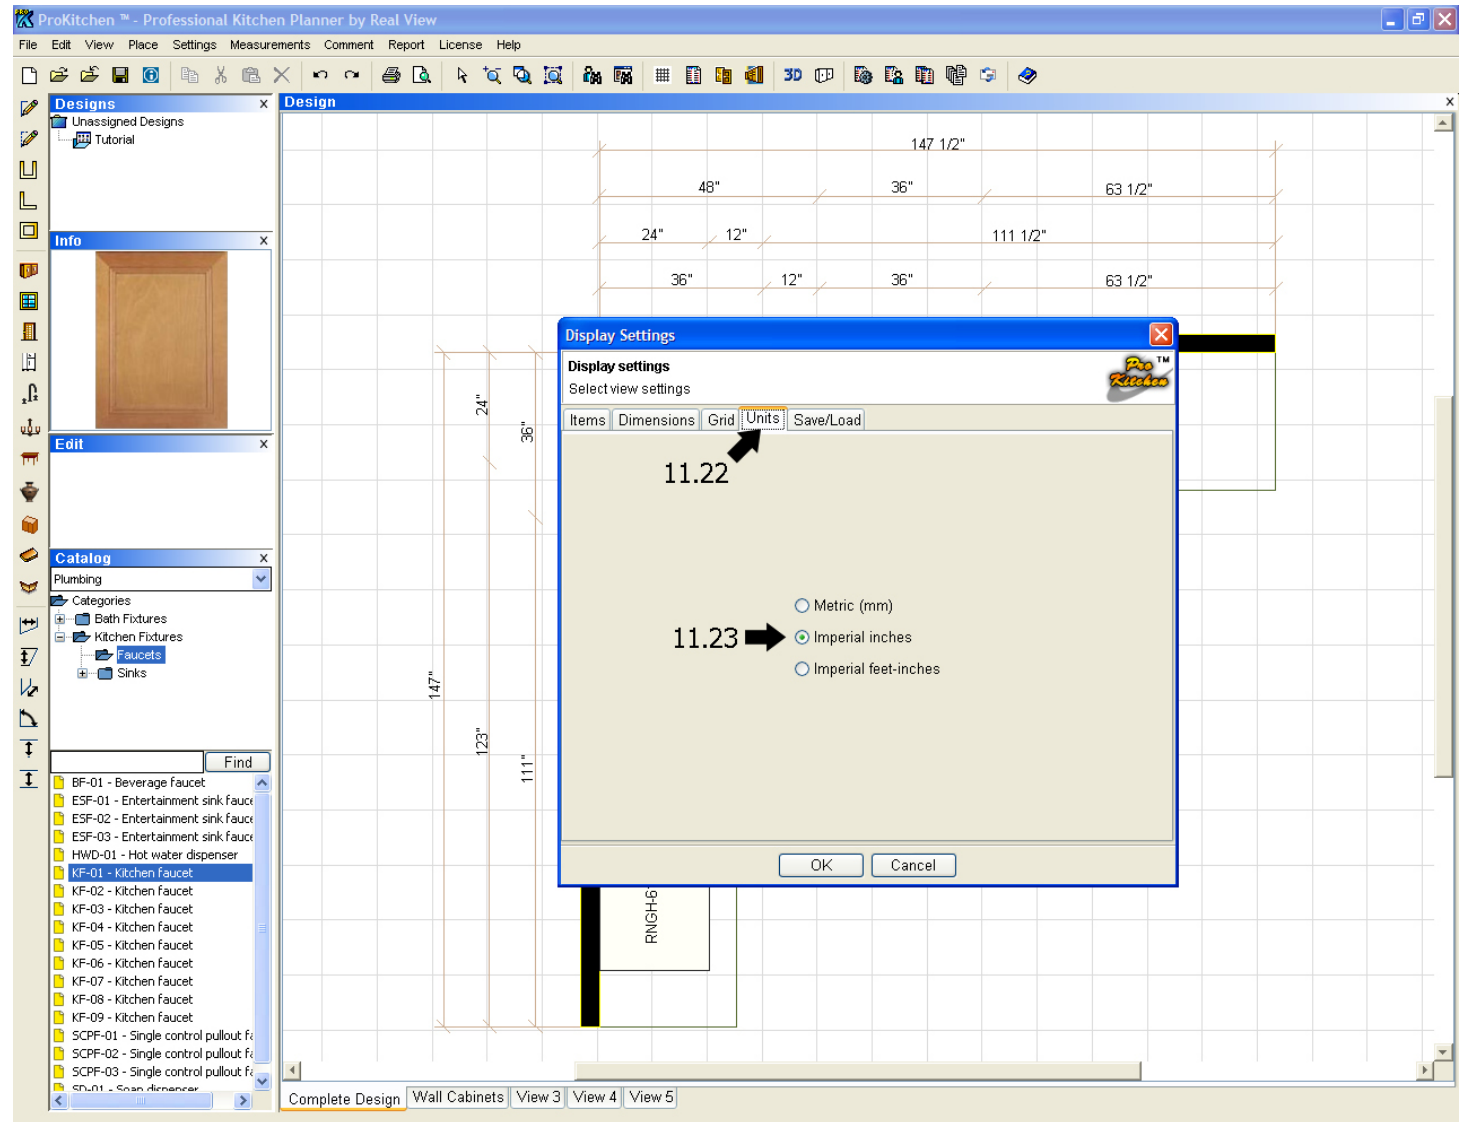 ProKitchen ™ - Professional Kitchen Planner by Real View
File Edit View Place Settings Measurements Comment Report License Help
3D
Designs x
Unassigned Designs
Tutorial
Info x
Edit x
Catalog x
Plumbing
Categories
Bath Fixtures
Kitchen Fixtures
Faucets
Sinks
Find
BF-01 - Beverage faucet
ESF-01 - Entertainment sink fauce
ESF-02 - Entertainment sink fauce
ESF-03 - Entertainment sink fauce
HWD-01 - Hot water dispenser
KF-01 - Kitchen faucet
KF-02 - Kitchen faucet
KF-03 - Kitchen faucet
KF-04 - Kitchen faucet
KF-05 - Kitchen faucet
KF-06 - Kitchen faucet
KF-07 - Kitchen faucet
KF-08 - Kitchen faucet
KF-09 - Kitchen faucet
SCPF-01 - Single control pullout fa
SCPF-02 - Single control pullout fa
SCPF-03 - Single control pullout fa
SD-01 - Soap dispenser
Design x
147 1/2"
48" 36" 63 1/2"
24" 12" 111 1/2"
36" 12" 36" 63 1/2"
24"
36"
147"
123"
111"
Display Settings
Display settings
Select view settings
Pro Kitchen ™
Items Dimensions Grid Units Save/Load
11.22
Metric (mm)
11.23 Imperial inches
Imperial feet-inches
OK Cancel
Complete Design Wall Cabinets View 3 View 4 View 5